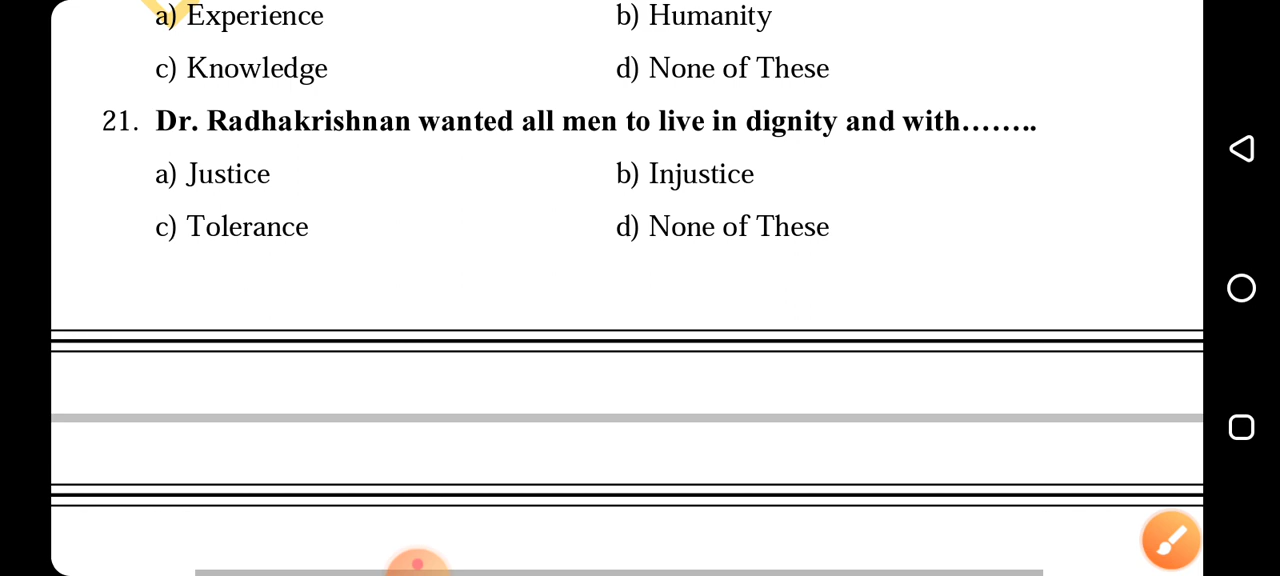 a) Experience b) Humanity
c) Knowledge d) None of These
21. Dr. Radhakrishnan wanted all men to live in dignity and with........
a) Justice b) Injustice
c) Tolerance d) None of These